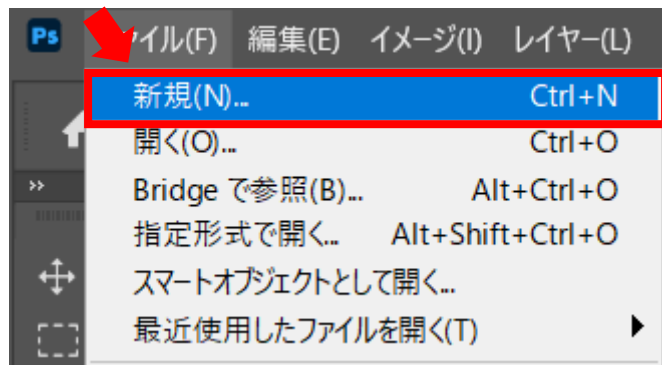 Ps
イル(F) 編集(E) イメージ(I) レイヤー(L)
新規(N)... Ctrl+N
開く(O)... Ctrl+O
Bridge で参照(B)... Alt+Ctrl+O
指定形式で開く... Alt+Shift+Ctrl+O
スマートオブジェクトとして開く...
最近使用したファイルを開く(T)